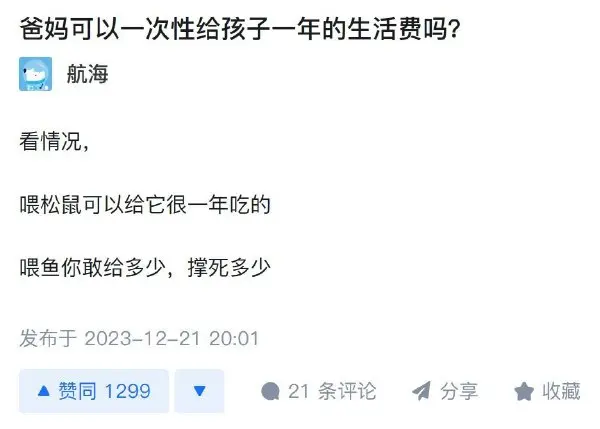 爸妈可以一次性给孩子一年的生活费吗?
航海
看情况,
喂松鼠可以给它很一年吃的
喂鱼你敢给多少，撑死多少
发布于 2023-12-21 20:01
赞同 1299 21 条评论 分享 收藏